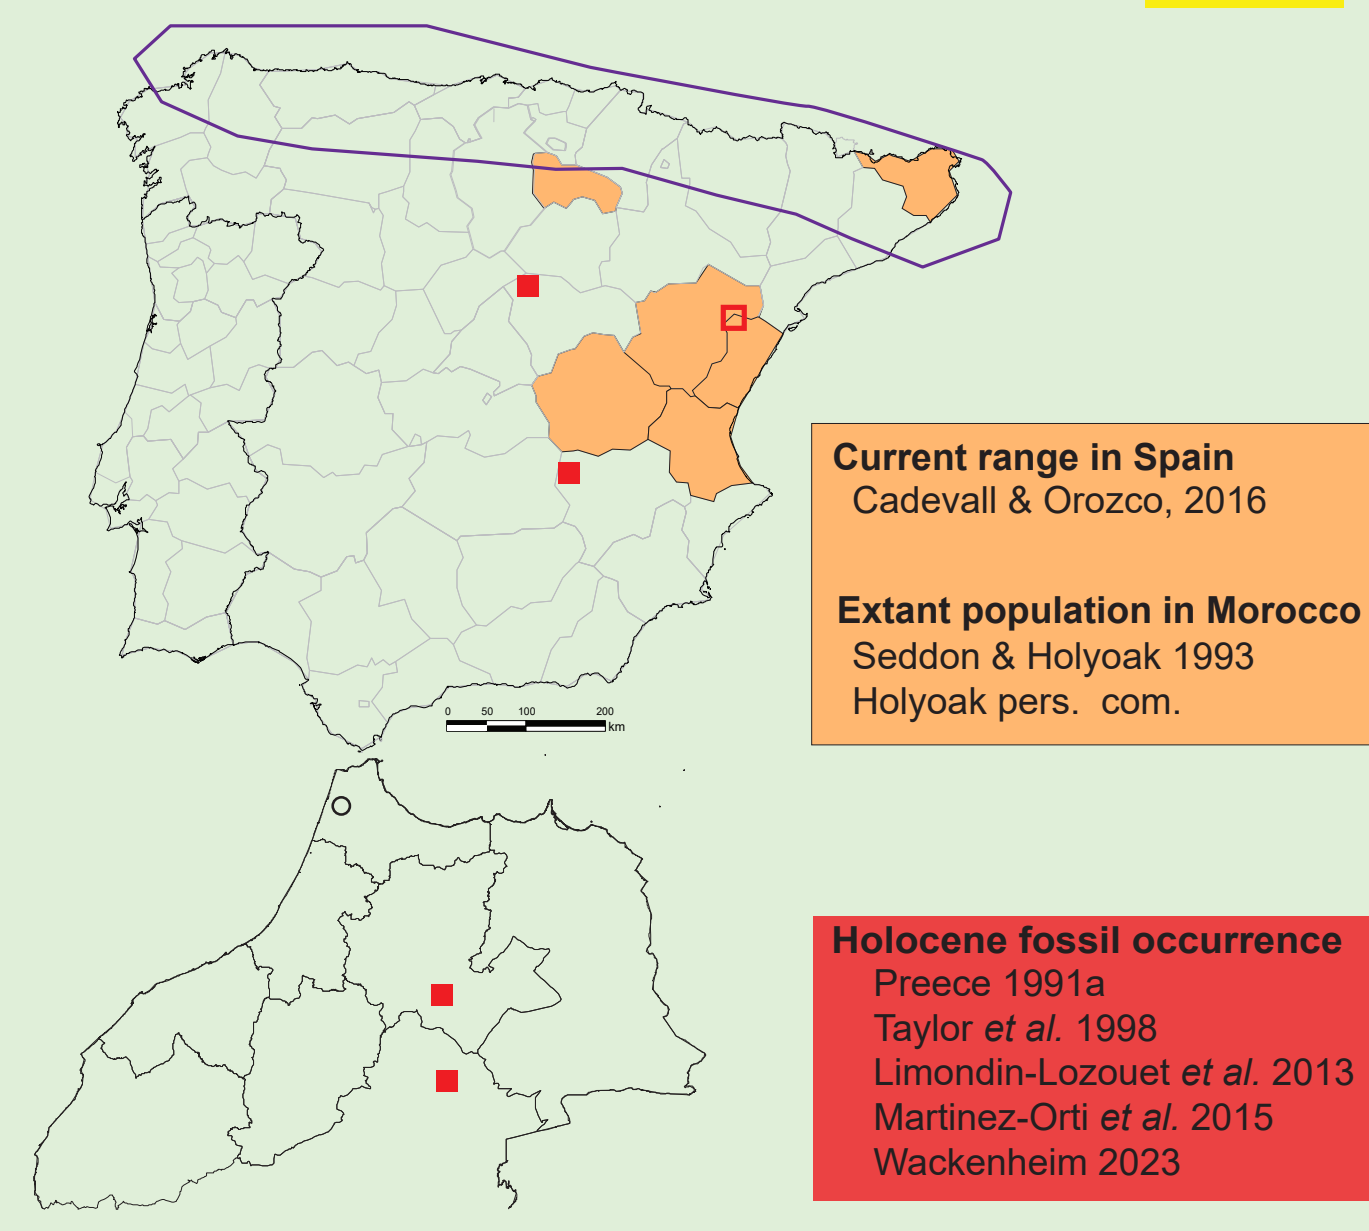 Current range in Spain
Cadevall & Orozco, 2016
Extant population in Morocco
Seddon & Holyoak 1993
Holyoak pers. com.
0 50 100 200
km
Holocene fossil occurrence
Preece 1991a
Taylor et al. 1998
Limondin-Lozouet et al. 2013
Martinez-Orti et al. 2015
Wackenheim 2023